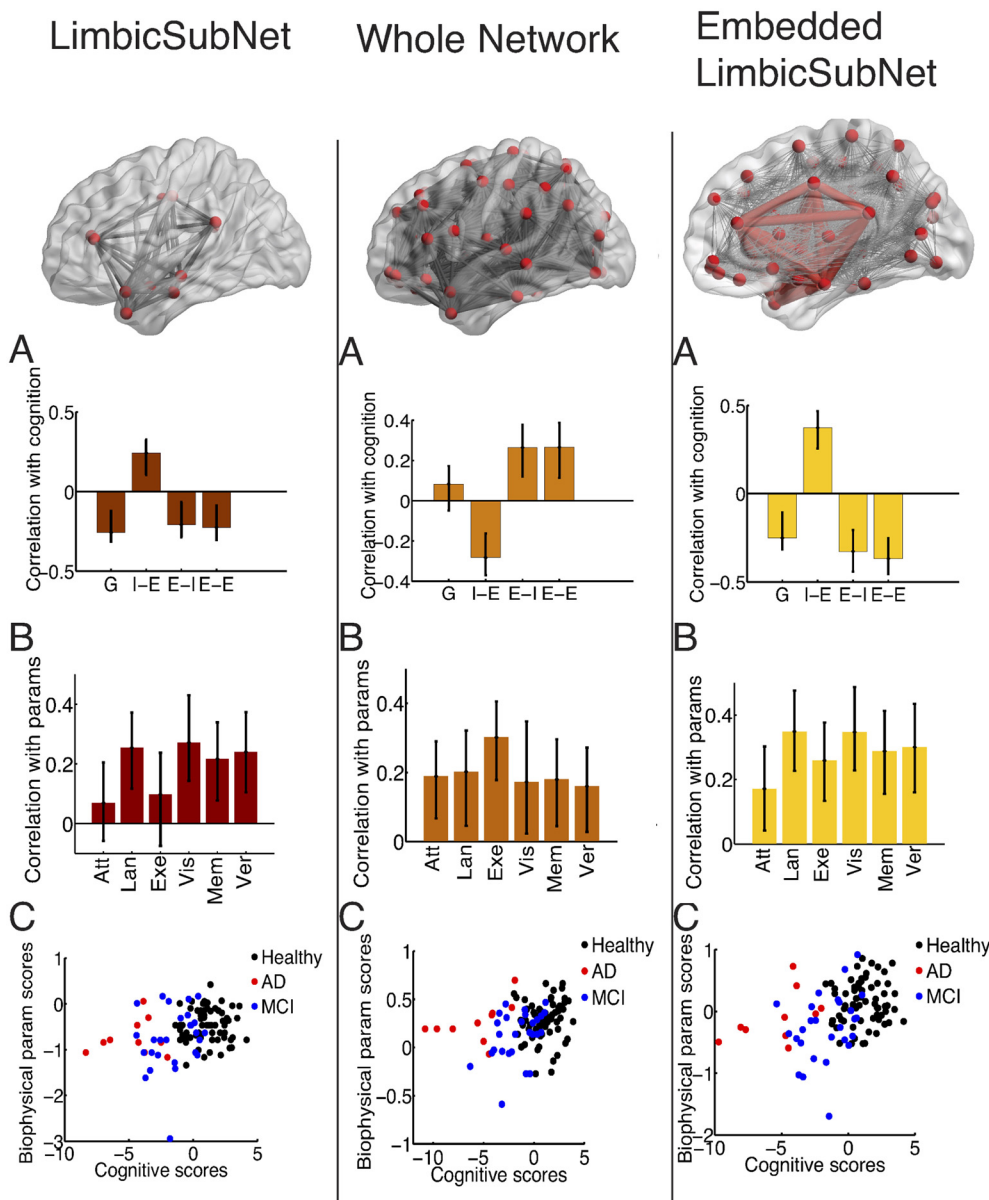 LimbicSubNet
Whole Network
Embedded
LimbicSubNet
A
Correlation with cognition
0.5
0
−0.5
G I−E E−I E−E
A
Correlation with cognition
0.4
0.2
0
−0.2
−0.4
G I−E E−I E−E
A
Correlation with cognition
0.5
0
−0.5
G I−E E−I E−E
B
Correlation with params
0.4
0.2
0
Att Lan Exe Vis Mem Ver
B
Correlation with params
0.4
0.2
0
Att Lan Exe Vis Mem Ver
B
Correlation with params
0.4
0.2
0
Att Lan Exe Vis Mem Ver
C
Biophysical param scores
1
0
−1
−2
−3
−10 −5 0 5
Cognitive scores
Healthy
AD
MCI
C
Biophysical param scores
1
0.5
0
−0.5
−1
−10 −5 0 5
Cognitive scores
Healthy
AD
MCI
C
Biophysical param scores
1
0
−1
−2
−10 −5 0 5
Cognitive scores
Healthy
AD
MCI